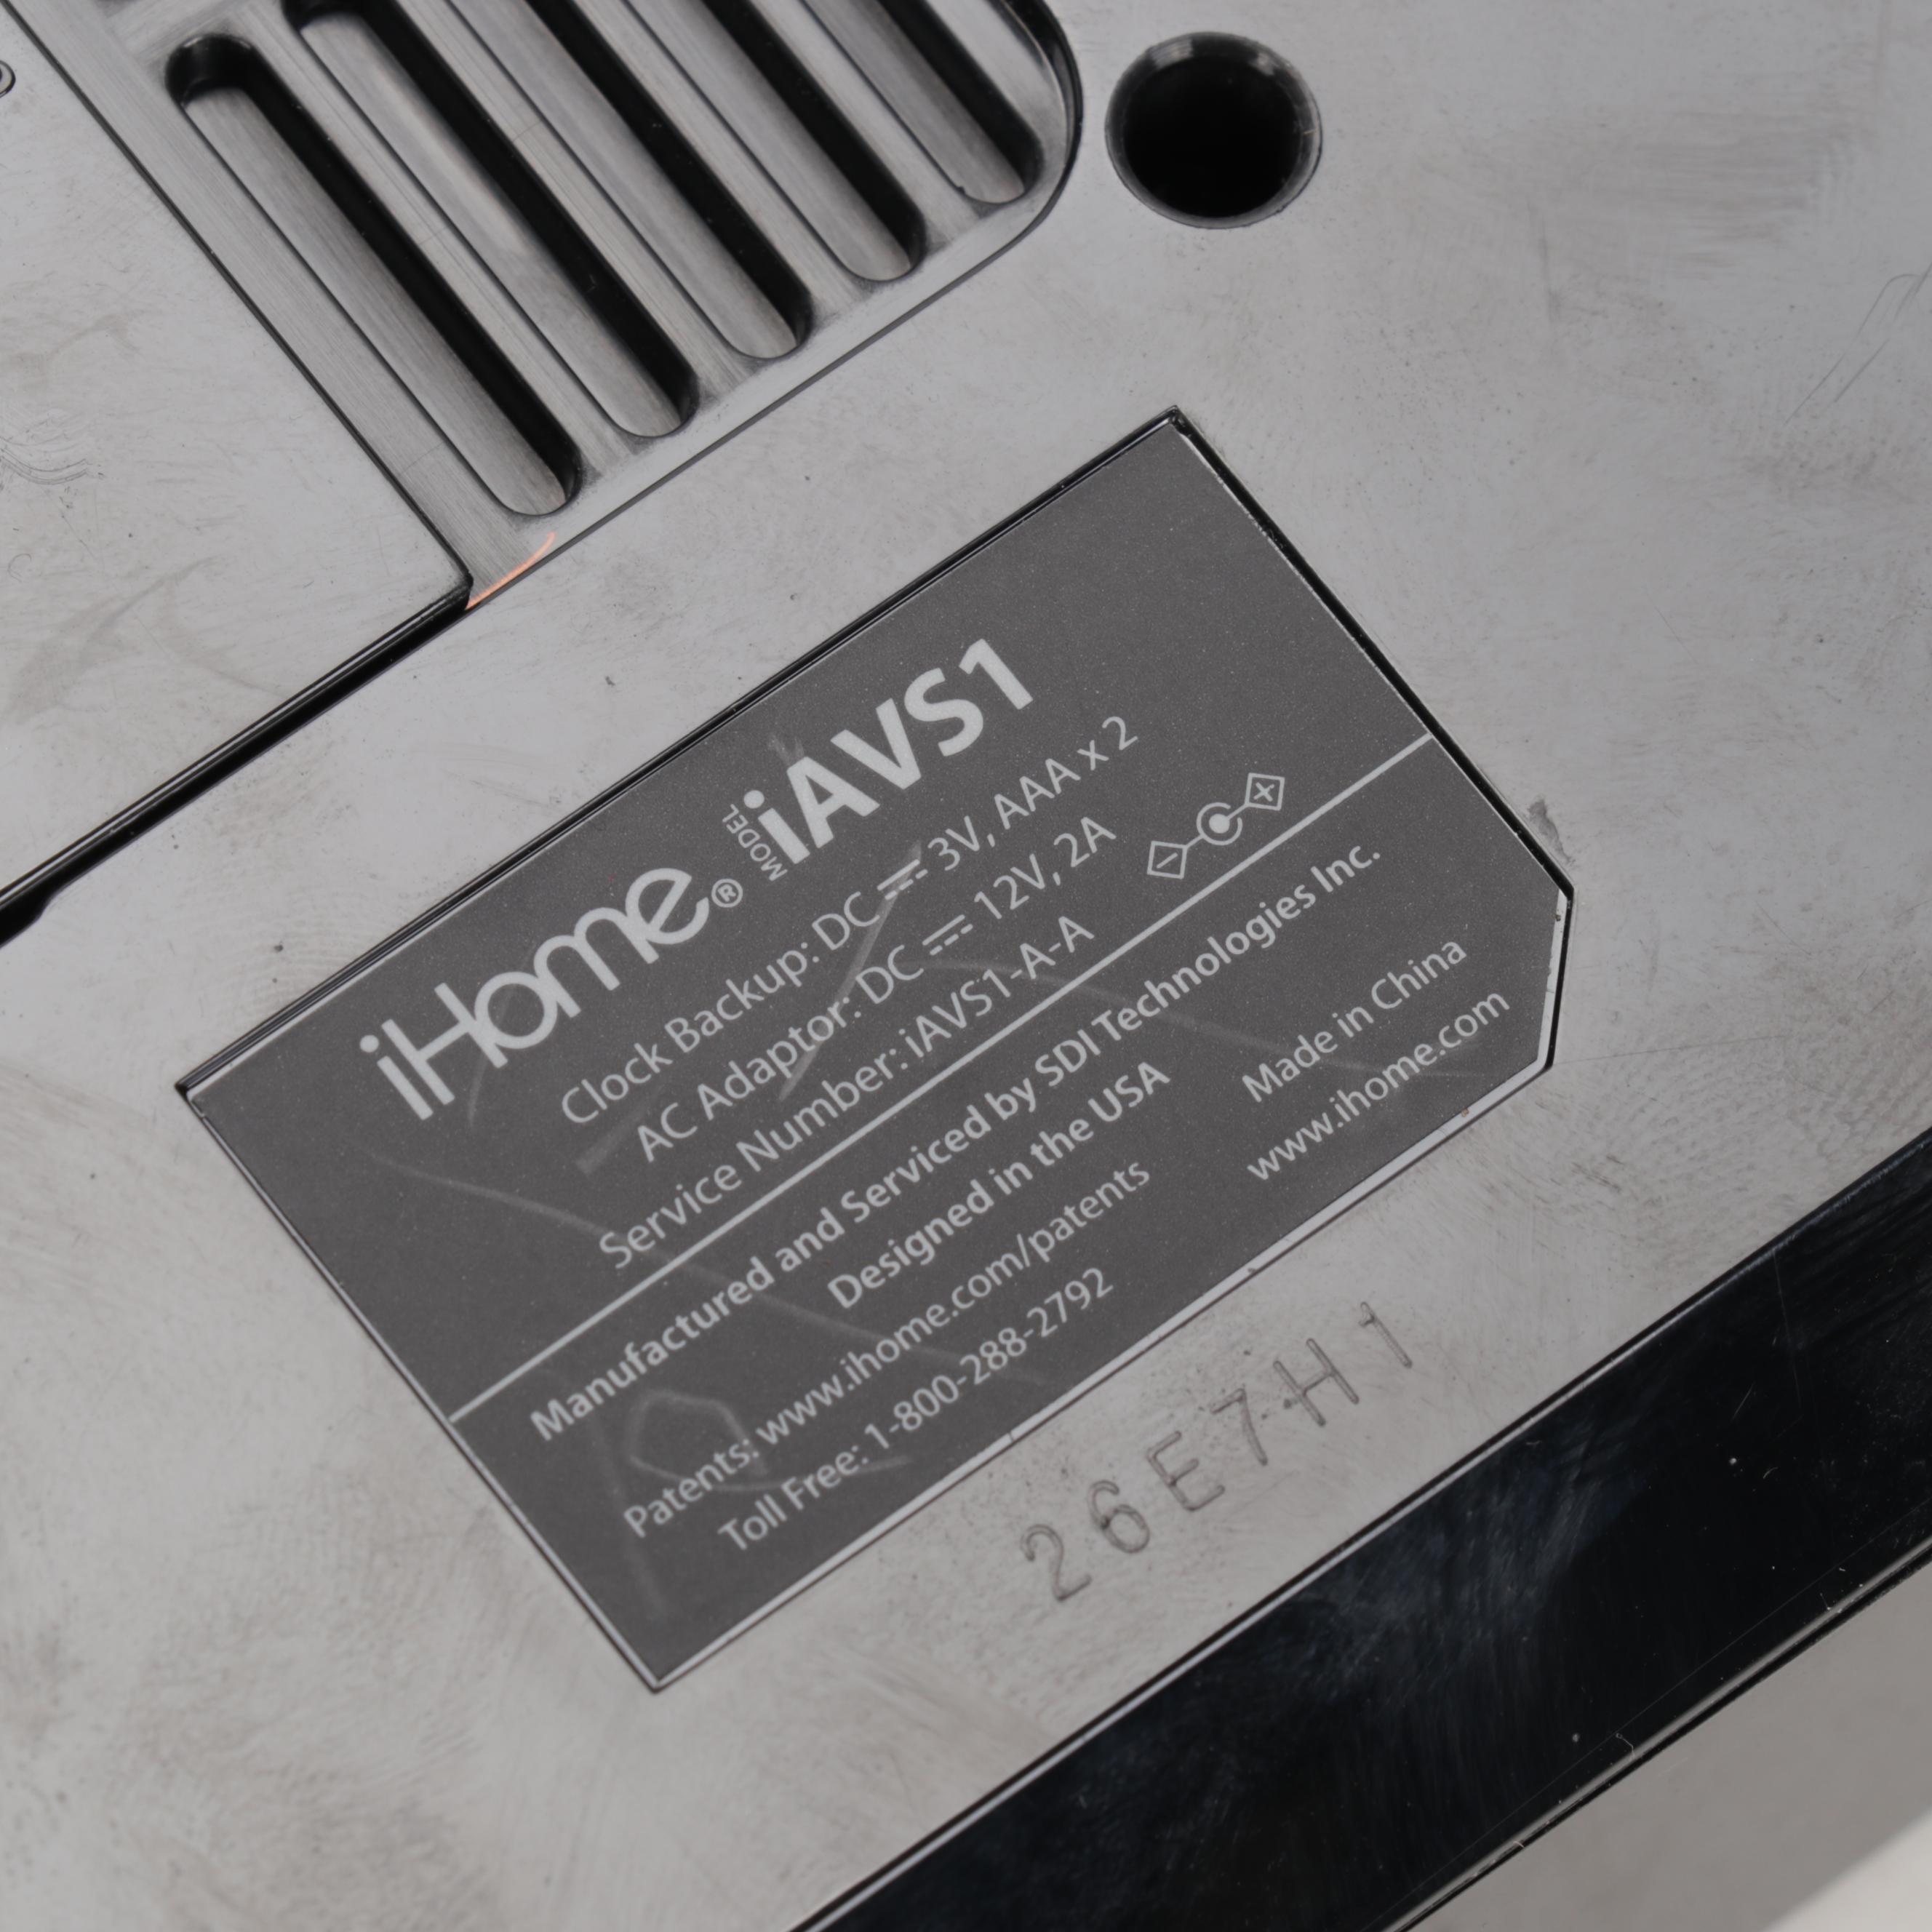 iHome® MODEL iAVS1
Clock Backup: DC ⎓ 3V, AAA x 2
AC Adaptor: DC ⎓ 12V, 2A
Service Number: iAVS1-A-A
Manufactured and Serviced by SDI Technologies Inc.
Designed in the USA
Patents: www.ihome.com/patents
Toll Free: 1-800-288-2792
Made in China
www.ihome.com
26E7H1